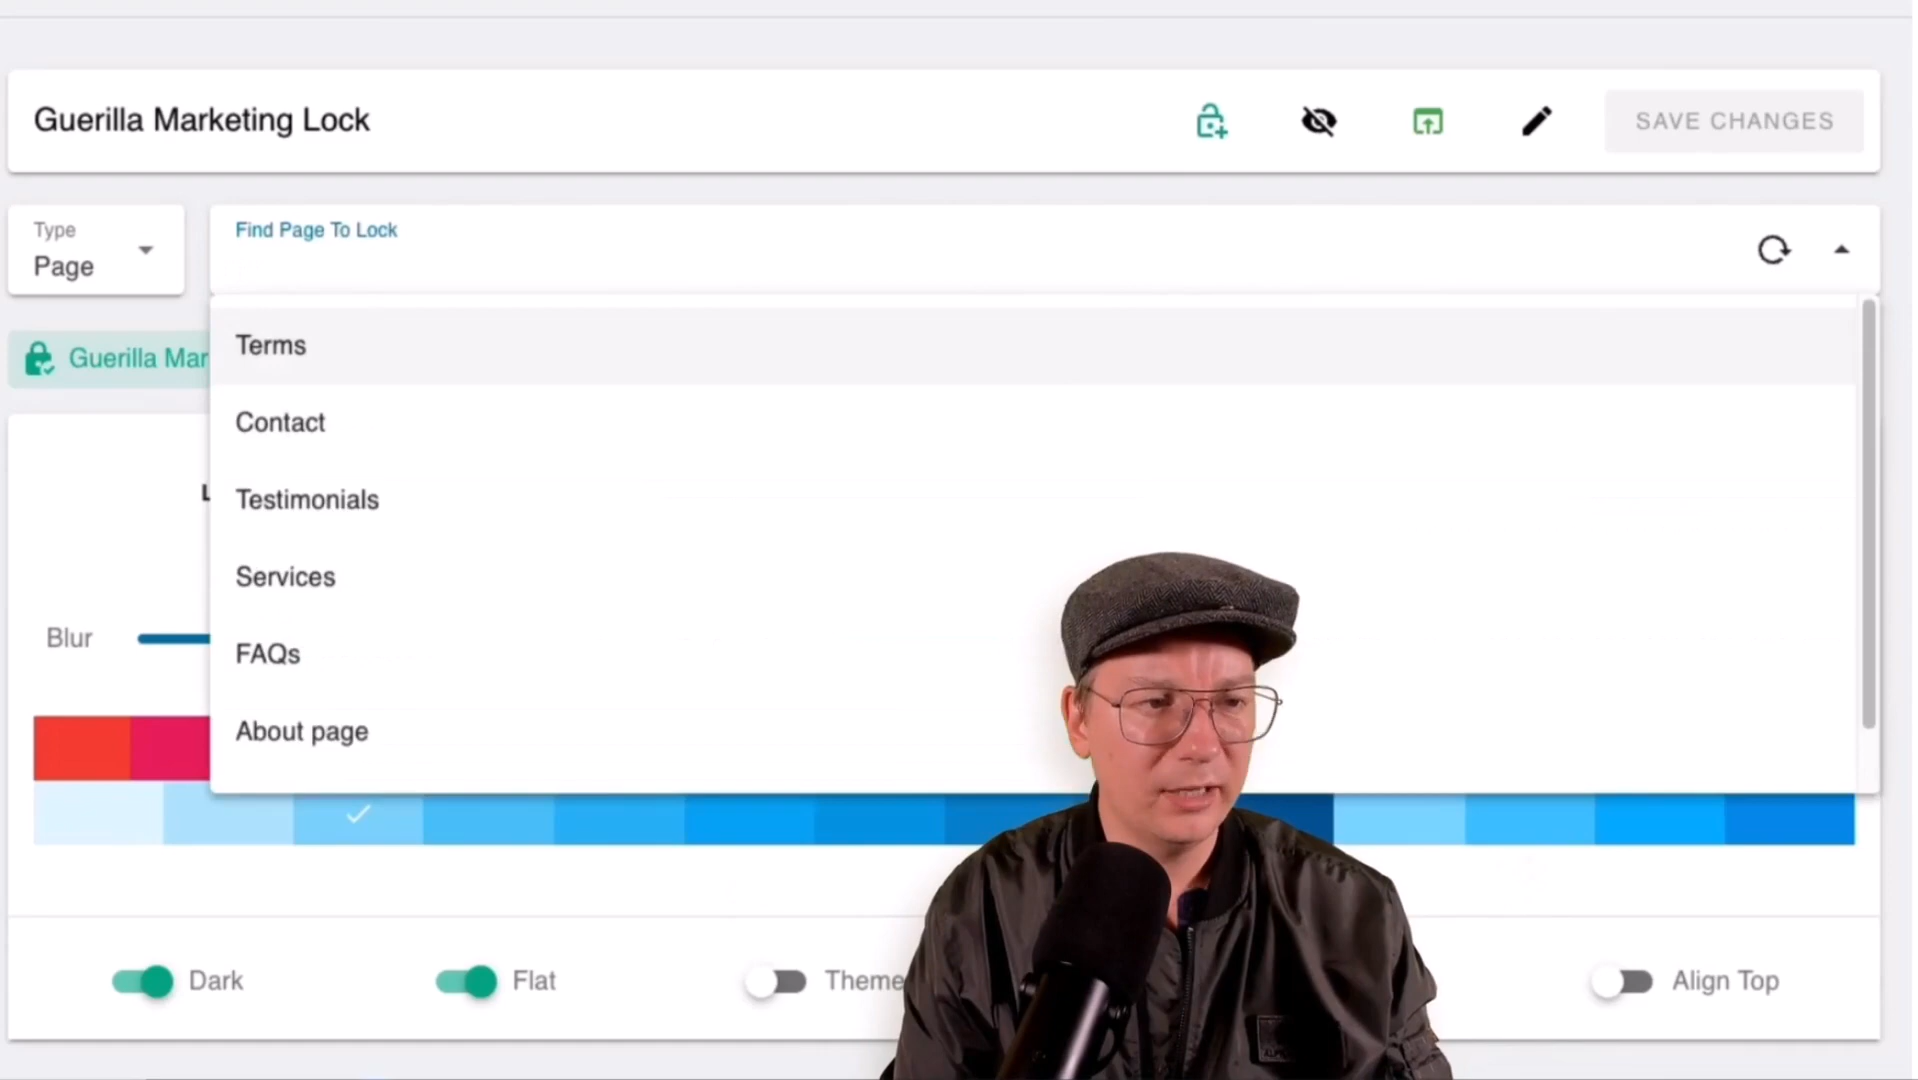 Guerilla Marketing Lock
SAVE CHANGES
Type
Page
Find Page To Lock
Guerilla Mar
Terms
Contact
L
Testimonials
Services
Blur
FAQs
About page
Dark
Flat
Theme
Align Top